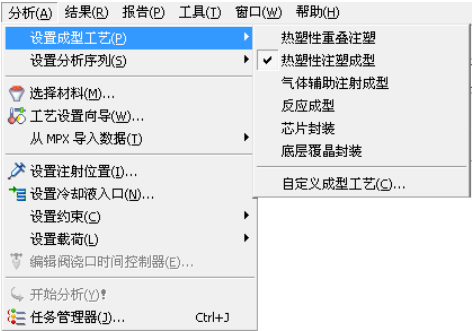 分析(A) 结果(R) 报告(P) 工具(T) 窗口(W) 帮助(H)
设置成型工艺(P)
设置分析序列(S)
选择材料(M)...
工艺设置向导(W)...
从 MPX 导入数据(T)
设置注射位置(I)...
设置冷却液入口(N)...
设置约束(C)
设置载荷(L)
编辑阀浇口时间控制器(E)...
开始分析(Y)!
任务管理器(J)... Ctrl+J
热塑性重叠注塑
热塑性注塑成型
气体辅助注射成型
反应成型
芯片封装
底层覆晶封装
自定义成型工艺(C)...